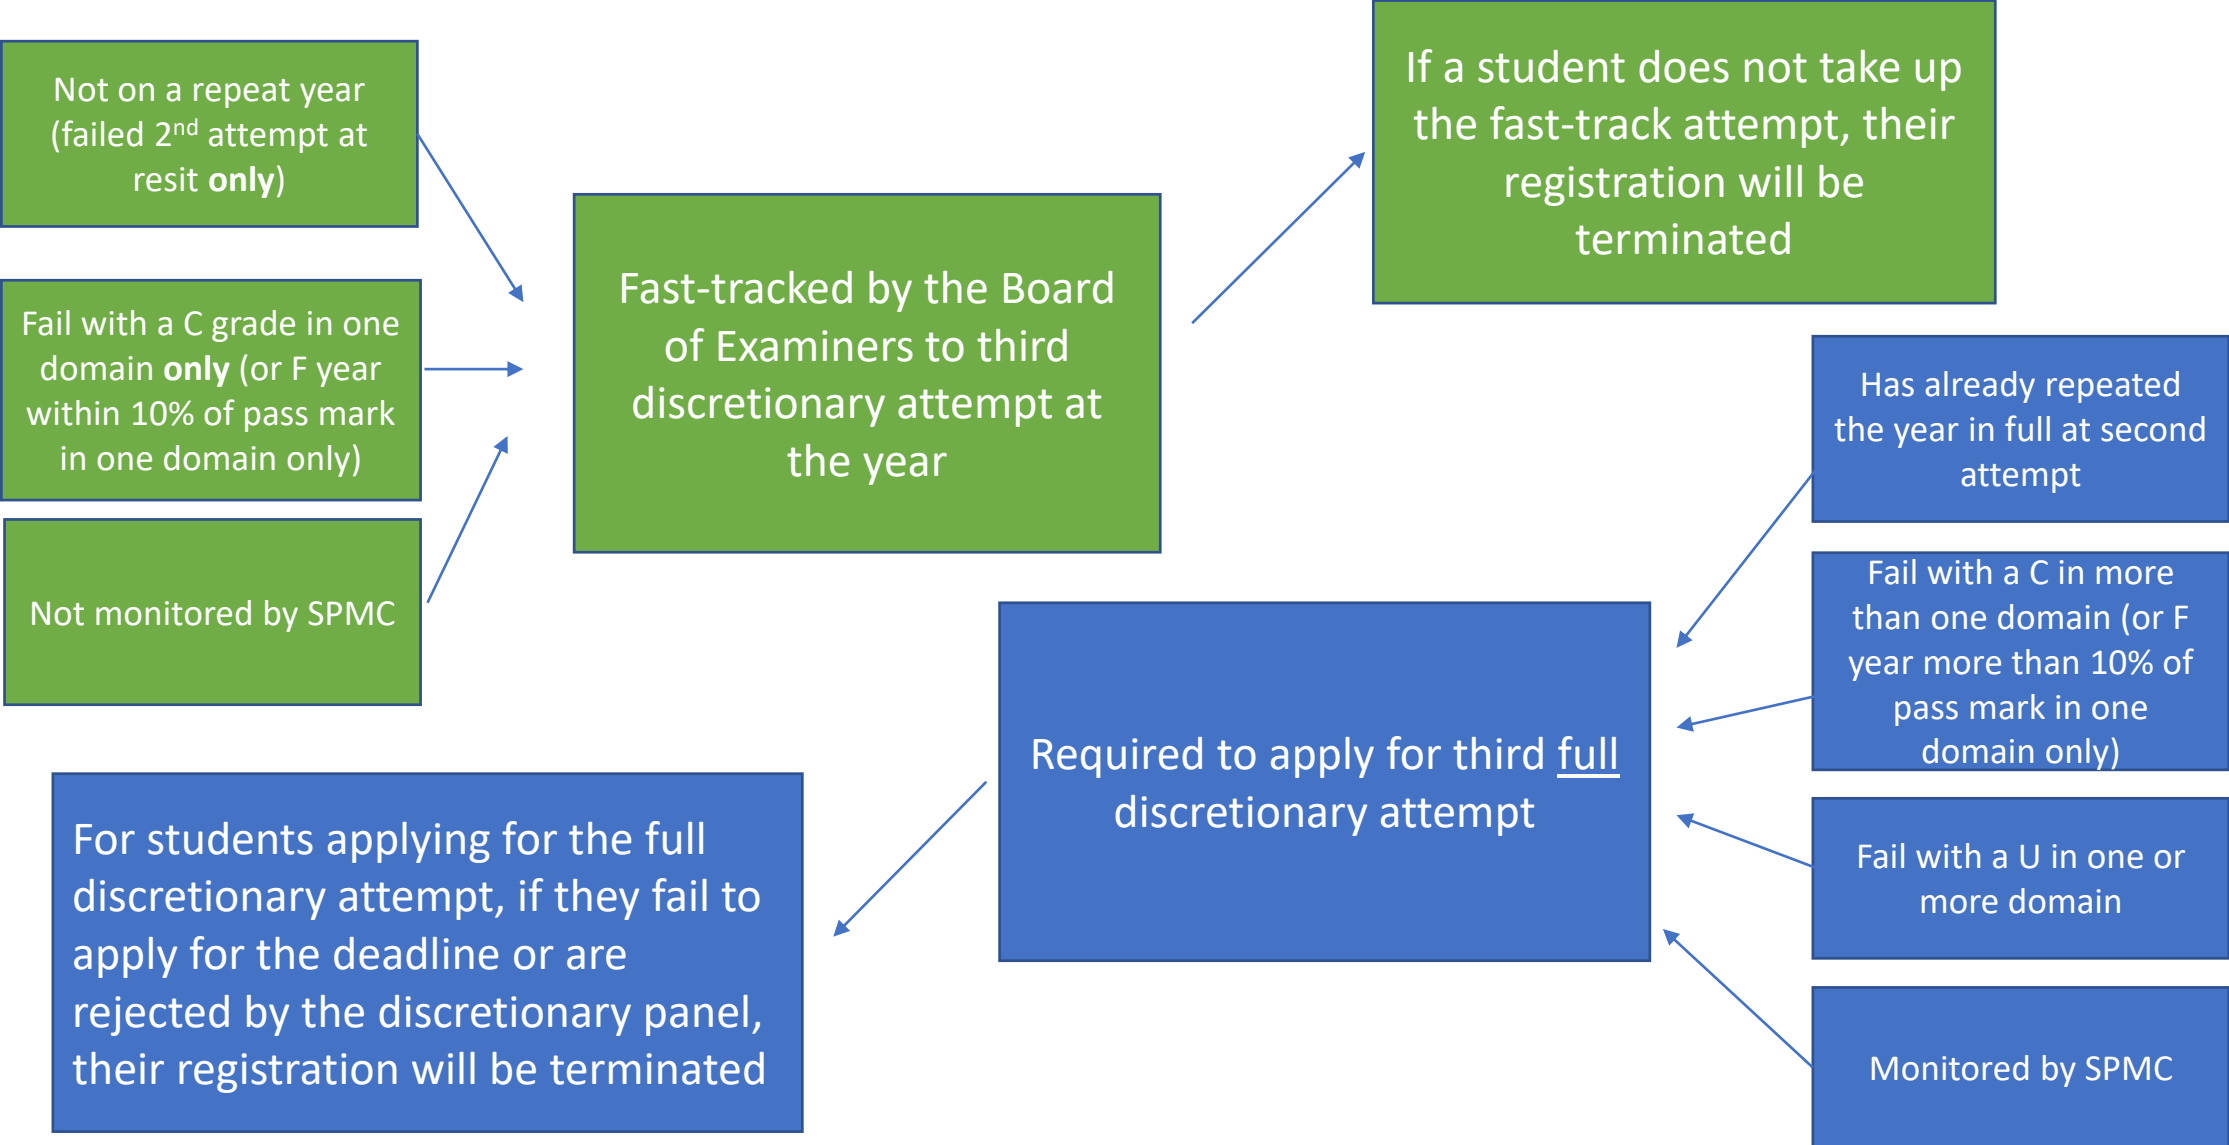 Not on a repeat year
(failed 2nd attempt at
resit only)
Fail with a C grade in one
domain only (or F year
within 10% of pass mark
in one domain only)
Not monitored by SPMC
Fast-tracked by the Board
of Examiners to third
discretionary attempt at
the year
If a student does not take up
the fast-track attempt, their
registration will be
terminated
Has already repeated
the year in full at second
attempt
Fail with a C in more
than one domain (or F
year more than 10% of
pass mark in one
domain only)
Fail with a U in one or
more domain
Monitored by SPMC
Required to apply for third full
discretionary attempt
For students applying for the full
discretionary attempt, if they fail to
apply for the deadline or are
rejected by the discretionary panel,
their registration will be terminated